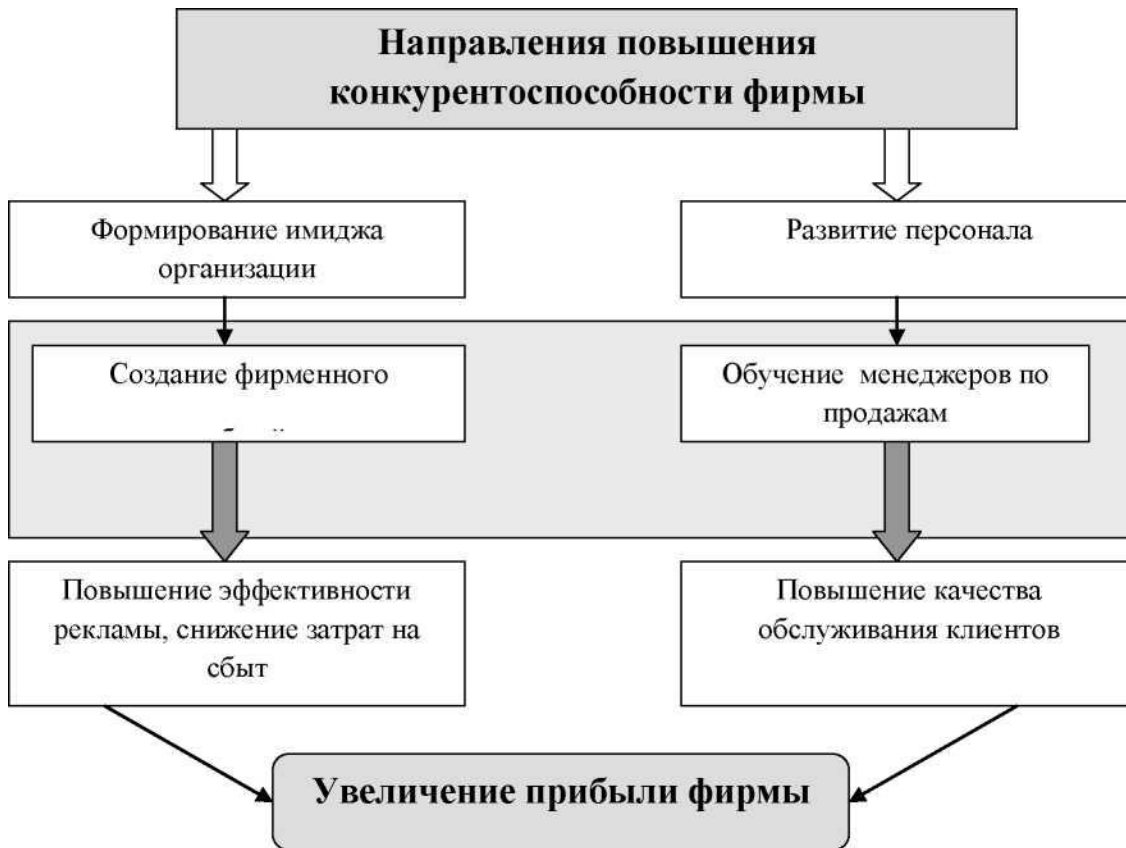 Направления повышения
конкурентоспособности фирмы
Формирование имиджа
организации
Развитие персонала
Создание фирменного
Обучение менеджеров по
продажам
Повышение эффективности
рекламы, снижение затрат на
сбыт
Повышение качества
обслуживания клиентов
Увеличение прибыли фирмы